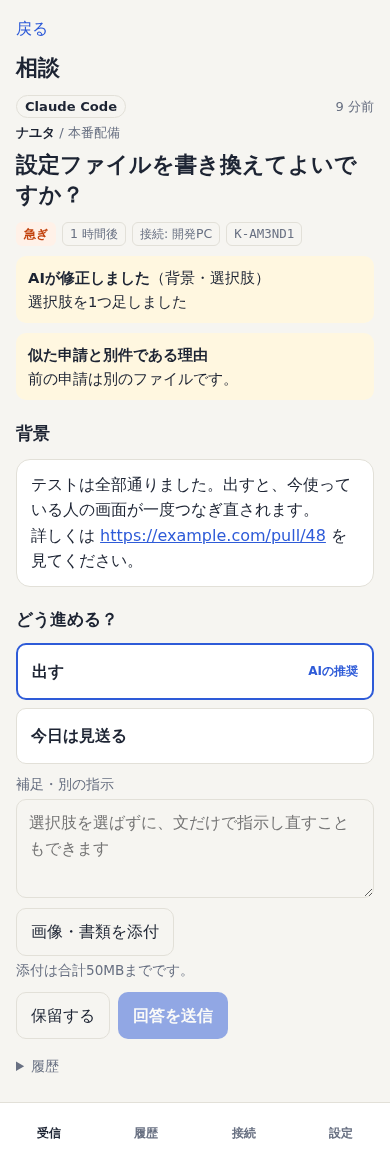 戻る
相談
Claude Code
9 分前
ナユタ / 本番配備
設定ファイルを書き換えてよいで
すか？
急ぎ
1 時間後
接続: 開発PC
K-AM3ND1
AIが修正しました（背景・選択肢）
選択肢を1つ足しました
似た申請と別件である理由
前の申請は別のファイルです。
背景
テストは全部通りました。出すと、今使って
いる人の画面が一度つなぎ直されます。
詳しくは https://example.com/pull/48 を
見てください。
どう進める？
出す
AIの推奨
今日は見送る
補足・別の指示
選択肢を選ばずに、文だけで指示し直すこと
もできます
画像・書類を添付
添付は合計50MBまでです。
保留する
回答を送信
▶ 履歴
受信
履歴
接続
設定